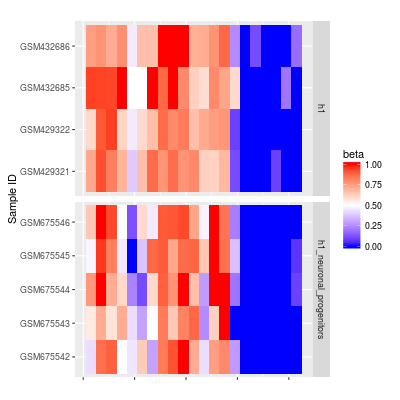 GSM432686
GSM432685
GSM429322
GSM429321
h1
GSM675546
GSM675545
GSM675544
GSM675543
GSM675542
h1_neuronal_progenitors
Sample ID
beta
1.00
0.75
0.50
0.25
0.00